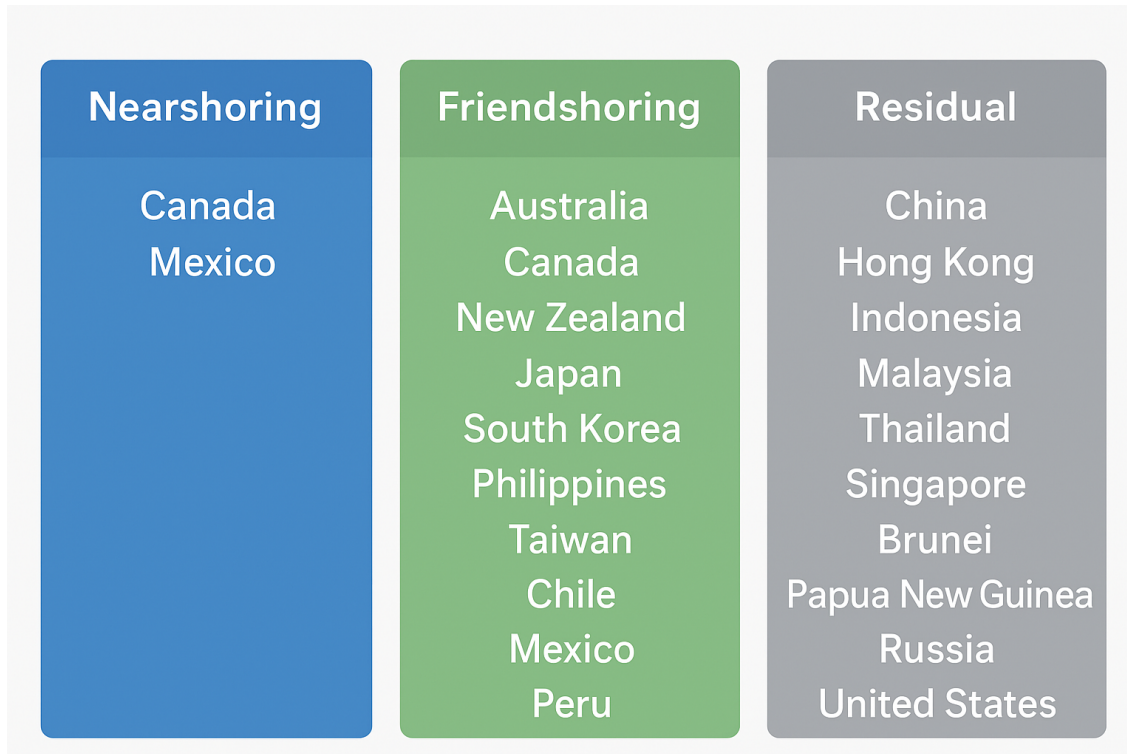 Nearshoring
Canada
Mexico
Friendshoring
Australia
Canada
New Zealand
Japan
South Korea
Philippines
Taiwan
Chile
Mexico
Peru
Residual
China
Hong Kong
Indonesia
Malaysia
Thailand
Singapore
Brunei
Papua New Guinea
Russia
United States